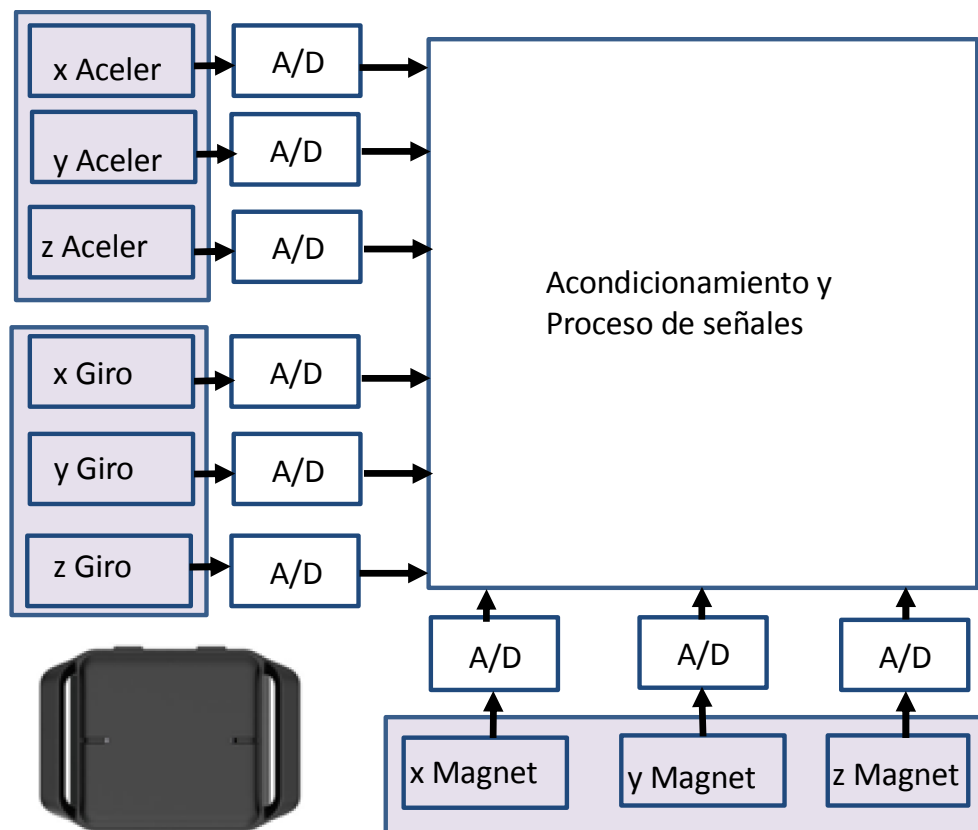 x Aceler
A/D
y Aceler
A/D
z Aceler
A/D
Acondicionamiento y
Proceso de señales
x Giro
A/D
y Giro
A/D
z Giro
A/D
A/D
A/D
A/D
x Magnet
y Magnet
z Magnet